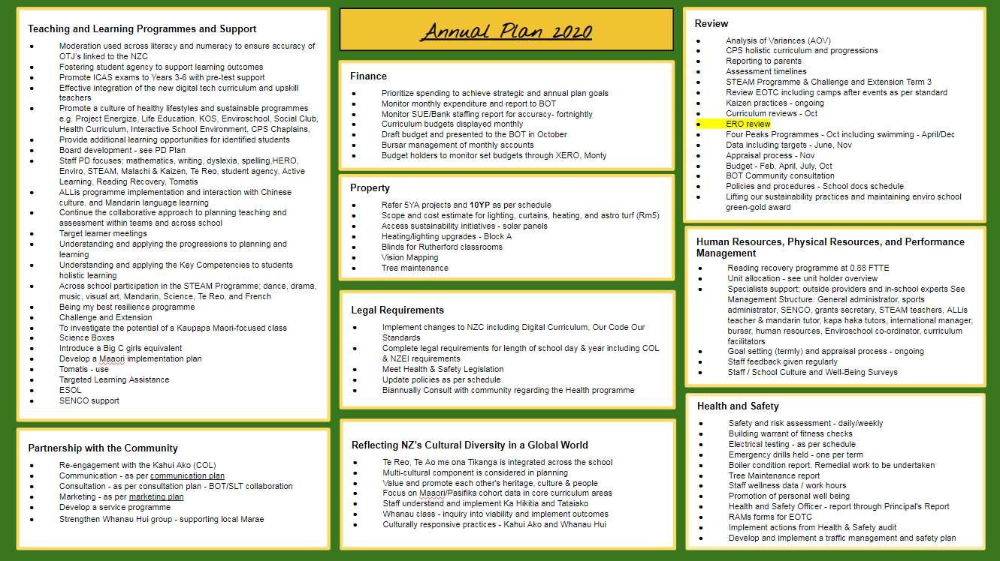 Teaching and Learning Programmes and Support
● Moderation used across literacy and numeracy to ensure accuracy of
OTJ's linked to the NZC
● Fostering student agency to support learning outcomes
● Promote ICAS exams to Years 3-6 with pre-test support
● Effective integration of the new digital tech curriculum and upskill
teachers
● Promote a culture of healthy lifestyles and sustainable programmes
e.g. Project Energize, Life Education, KOS, Enviroschool, Social Club,
Health Curriculum, Interactive School Environment, CPS Chaplains,
● Provide additional learning opportunities for identified students
● Board development - see PD Plan
● Staff PD focuses; mathematics, writing, dyslexia, spelling,HERO,
Enviro, STEAM, Malachi & Kaizen, Te Reo, student agency, Active
Learning, Reading Recovery, Tomatis
● ALLis programme implementation and interaction with Chinese
culture, and Mandarin language learning
● Continue the collaborative approach to planning teaching and
assessment within teams and across school
● Target learner meetings
● Understanding and applying the progressions to planning and
learning
● Understanding and applying the Key Competencies to students
holistic learning
● Across school participation in the STEAM Programme; dance, drama,
music, visual art, Mandarin, Science, Te Reo, and French
● Being my best resilience programme
● Challenge and Extension
● To investigate the potential of a Kaupapa Maori-focused class
● Science Boxes
● Introduce a Big C girls equivalent
● Develop a Maaori implementation plan
● Tomatis - use
● Targeted Learning Assistance
● ESOL
● SENCO support
Partnership with the Community
● Re-engagement with the Kahui Ako (COL)
● Communication - as per communication plan
● Consultation - as per consultation plan - BOT/SLT collaboration
● Marketing - as per marketing plan
● Develop a service programme
● Strengthen Whanau Hui group - supporting local Marae
Annual Plan 2020
Finance
● Prioritize spending to achieve strategic and annual plan goals
● Monitor monthly expenditure and report to BOT
● Monitor SUE/Bank staffing report for accuracy- fortnightly
● Curriculum budgets displayed monthly
● Draft budget and presented to the BOT in October
● Bursar management of monthly accounts
● Budget holders to monitor set budgets through XERO, Monty
Property
● Refer 5YA projects and 10YP as per schedule
● Scope and cost estimate for lighting, curtains, heating, and astro turf (Rm5)
● Access sustainability initiatives - solar panels
● Heating/lighting upgrades - Block A
● Blinds for Rutherford classrooms
● Vision Mapping
● Tree maintenance
Legal Requirements
● Implement changes to NZC including Digital Curriculum, Our Code Our
Standards
● Complete legal requirements for length of school day & year including COL
& NZEI requirements
● Meet Health & Safety Legislation
● Update policies as per schedule
● Biannually Consult with community regarding the Health programme
Reflecting NZ's Cultural Diversity in a Global World
● Te Reo, Te Ao me ona Tikanga is integrated across the school
● Multi-cultural component is considered in planning
● Value and promote each other's heritage, culture & people
● Focus on Maaori/Pasifika cohort data in core curriculum areas
● Staff understand and implement Ka Hikitia and Tataiako
● Whanau class - inquiry into viability and implement outcomes
● Culturally responsive practices - Kahui Ako and Whanau Hui
Review
● Analysis of Variances (AOV)
● CPS holistic curriculum and progressions
● Reporting to parents
● Assessment timelines
● STEAM Programme & Challenge and Extension Term 3
● Review EOTC including camps after events as per standard
● Kaizen practices - ongoing
● Curriculum reviews - Oct
● ERO review
● Four Peaks Programmes - Oct including swimming - April/Dec
● Data including targets - June, Nov
● Appraisal process - Nov
● Budget - Feb, April, July, Oct
● BOT Community consultation
● Policies and procedures - School docs schedule
● Lifting our sustainability practices and maintaining enviro school
green-gold award
Human Resources, Physical Resources, and Performance
Management
● Reading recovery programme at 0.88 FTTE
● Unit allocation - see unit holder overview
● Specialists support; outside providers and in-school experts See
Management Structure: General administrator, sports
administrator, SENCO, grants secretary, STEAM teachers, ALLis
teacher & mandarin tutor, kapa haka tutors, international manager,
bursar, human resources, Enviroschool co-ordinator, curriculum
facilitators
● Goal setting (termly) and appraisal process - ongoing
● Staff feedback given regularly
● Staff / School Culture and Well-Being Surveys
Health and Safety
● Safety and risk assessment - daily/weekly
● Building warrant of fitness checks
● Electrical testing - as per schedule
● Emergency drills held - one per term
● Boiler condition report. Remedial work to be undertaken
● Tree Maintenance report
● Staff wellness data / work hours
● Promotion of personal well being
● Health and Safety Officer - report through Principal's Report
● RAMs forms for EOTC
● Implement actions from Health & Safety audit
● Develop and implement a traffic management and safety plan